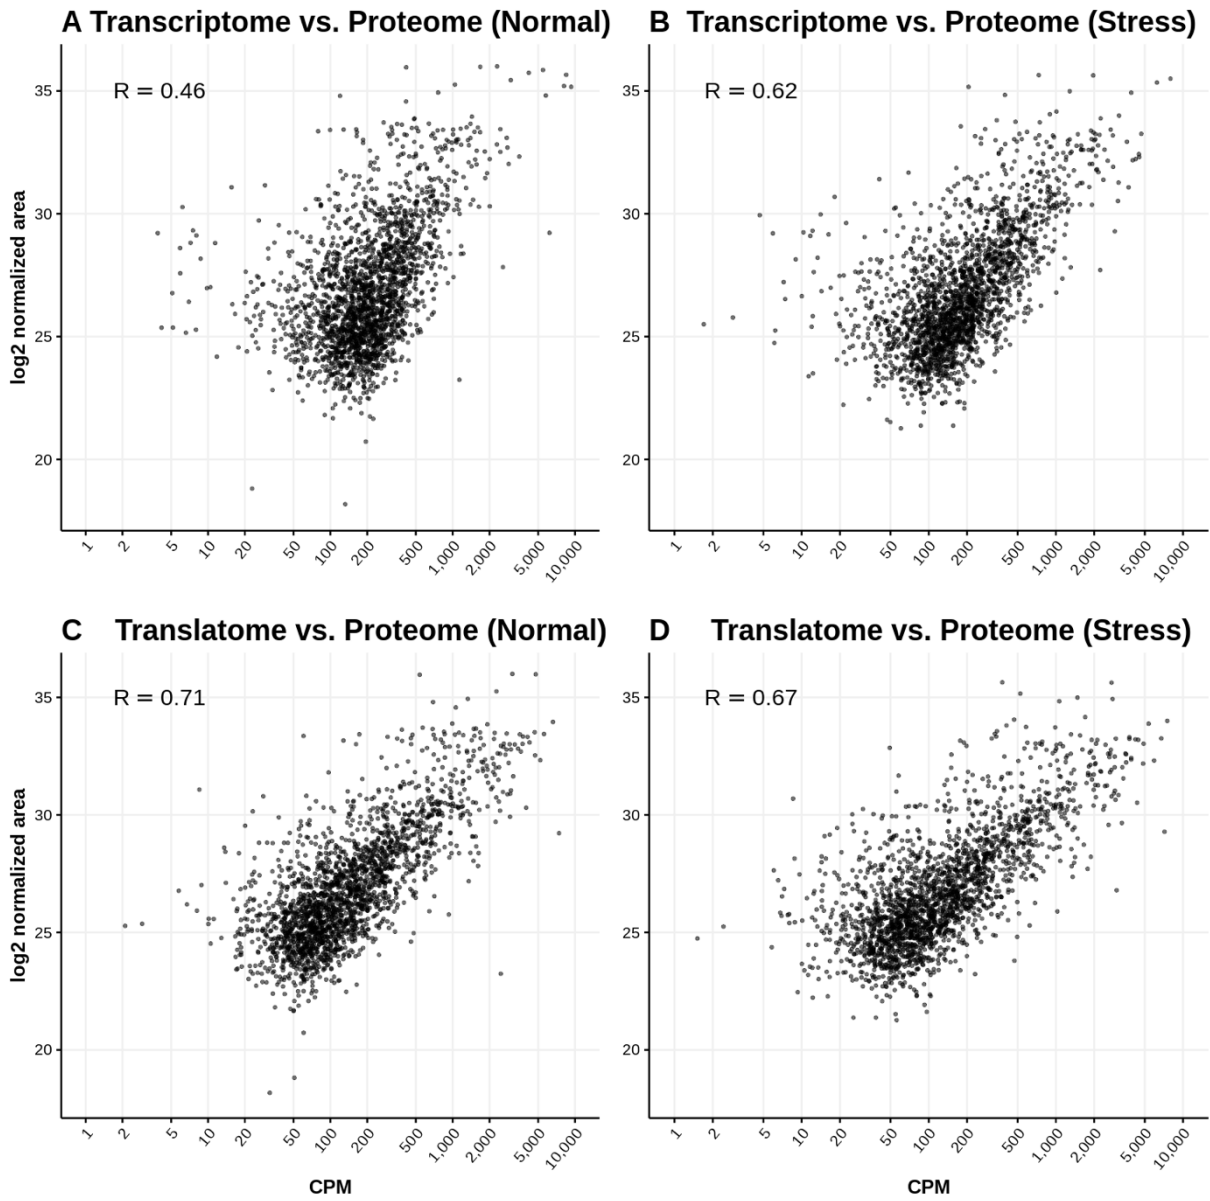 A Transcriptome vs. Proteome (Normal)
B Transcriptome vs. Proteome (Stress)
R = 0.46
R = 0.62
log2 normalized area
35
30
25
20
35
30
25
20
1 2 5 10 20 50 100 200 500 1,000 2,000 5,000 10,000
1 2 5 10 20 50 100 200 500 1,000 2,000 5,000 10,000
C Translatome vs. Proteome (Normal)
D Translatome vs. Proteome (Stress)
R = 0.71
R = 0.67
log2 normalized area
35
30
25
20
35
30
25
20
1 2 5 10 20 50 100 200 500 1,000 2,000 5,000 10,000
1 2 5 10 20 50 100 200 500 1,000 2,000 5,000 10,000
CPM
CPM